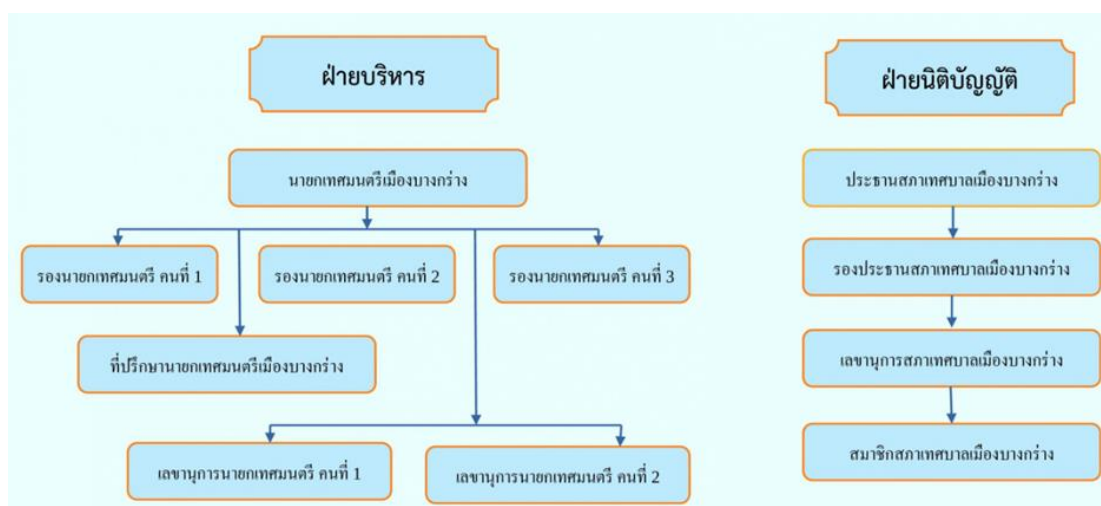 ฝ่ายบริหาร
นายกเทศมนตรีเมืองบางกร่าง
รองนายกเทศมนตรี คนที่ 1
รองนายกเทศมนตรี คนที่ 2
รองนายกเทศมนตรี คนที่ 3
ที่ปรึกษานายกเทศมนตรีเมืองบางกร่าง
เลขานุการนายกเทศมนตรี คนที่ 1
เลขานุการนายกเทศมนตรี คนที่ 2
ฝ่ายนิติบัญญัติ
ประธานสภาเทศบาลเมืองบางกร่าง
รองประธานสภาเทศบาลเมืองบางกร่าง
เลขานุการสภาเทศบาลเมืองบางกร่าง
สมาชิกสภาเทศบาลเมืองบางกร่าง